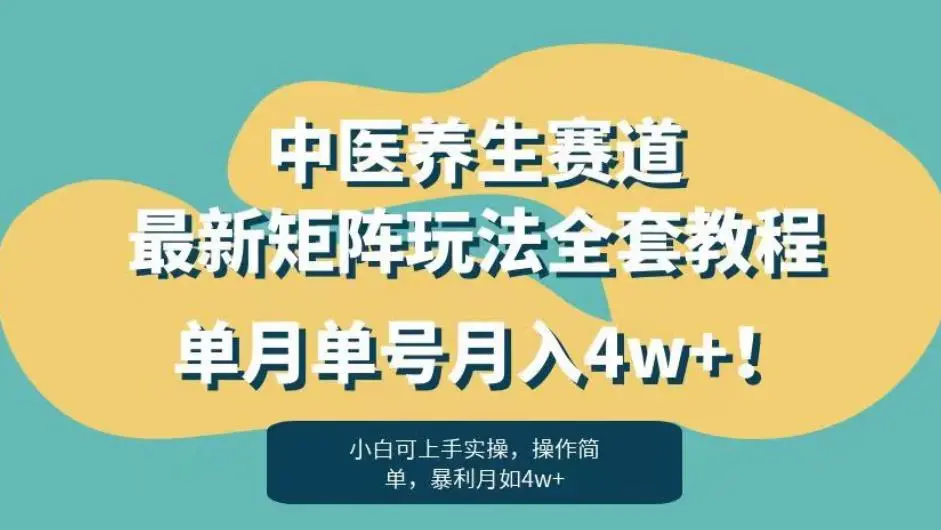 中医养生赛道
最新矩阵玩法全套教程
单月单号月入4w+！
小白可上手实操，操作简
单，暴利月如4w+